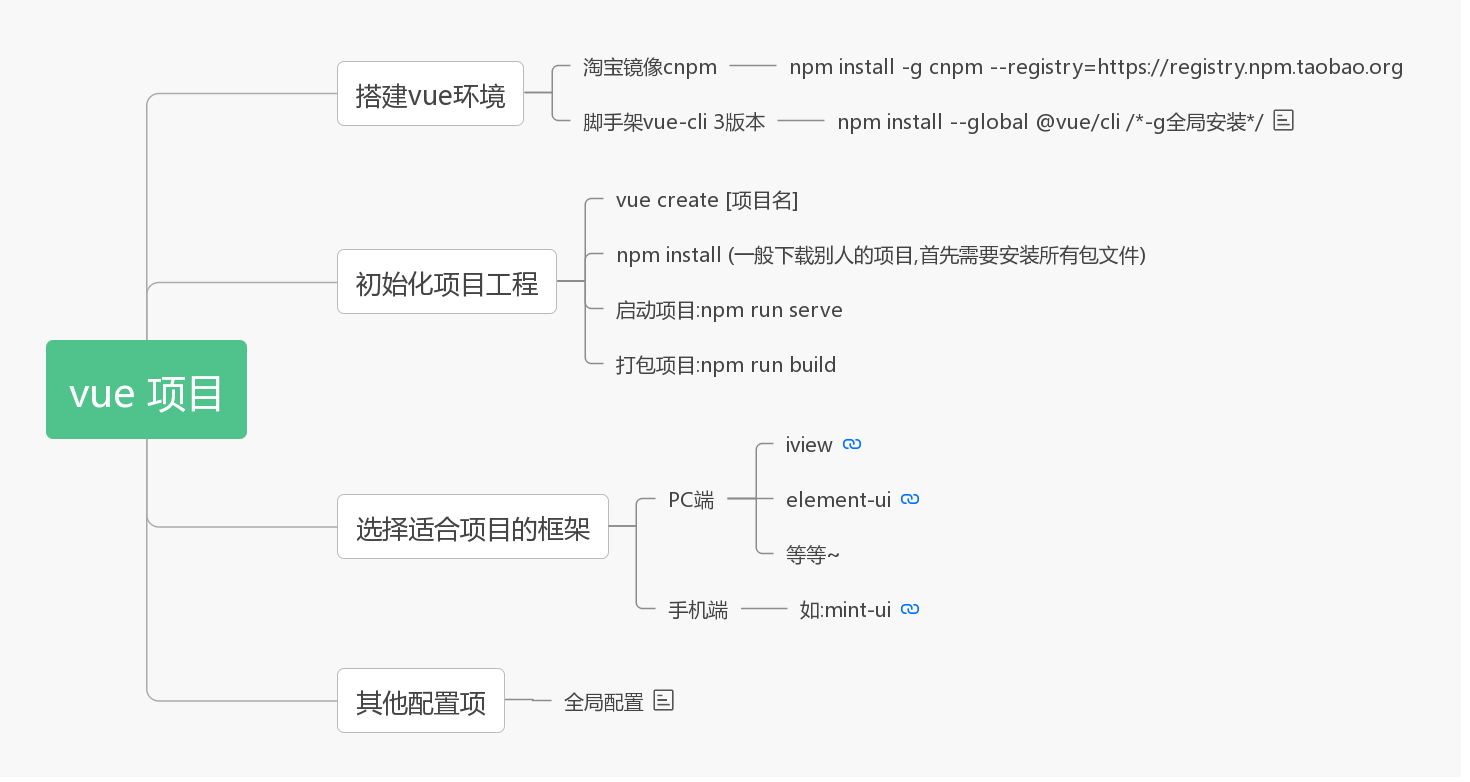 vue 项目
搭建vue环境
淘宝镜像cnpm
npm install -g cnpm --registry=https://registry.npm.taobao.org
脚手架vue-cli 3版本
npm install --global @vue/cli /*-g全局安装*/
初始化项目工程
vue create [项目名]
npm install (一般下载别人的项目,首先需要安装所有包文件)
启动项目:npm run serve
打包项目:npm run build
选择适合项目的框架
PC端
iview
element-ui
等等~
手机端
如:mint-ui
其他配置项
全局配置